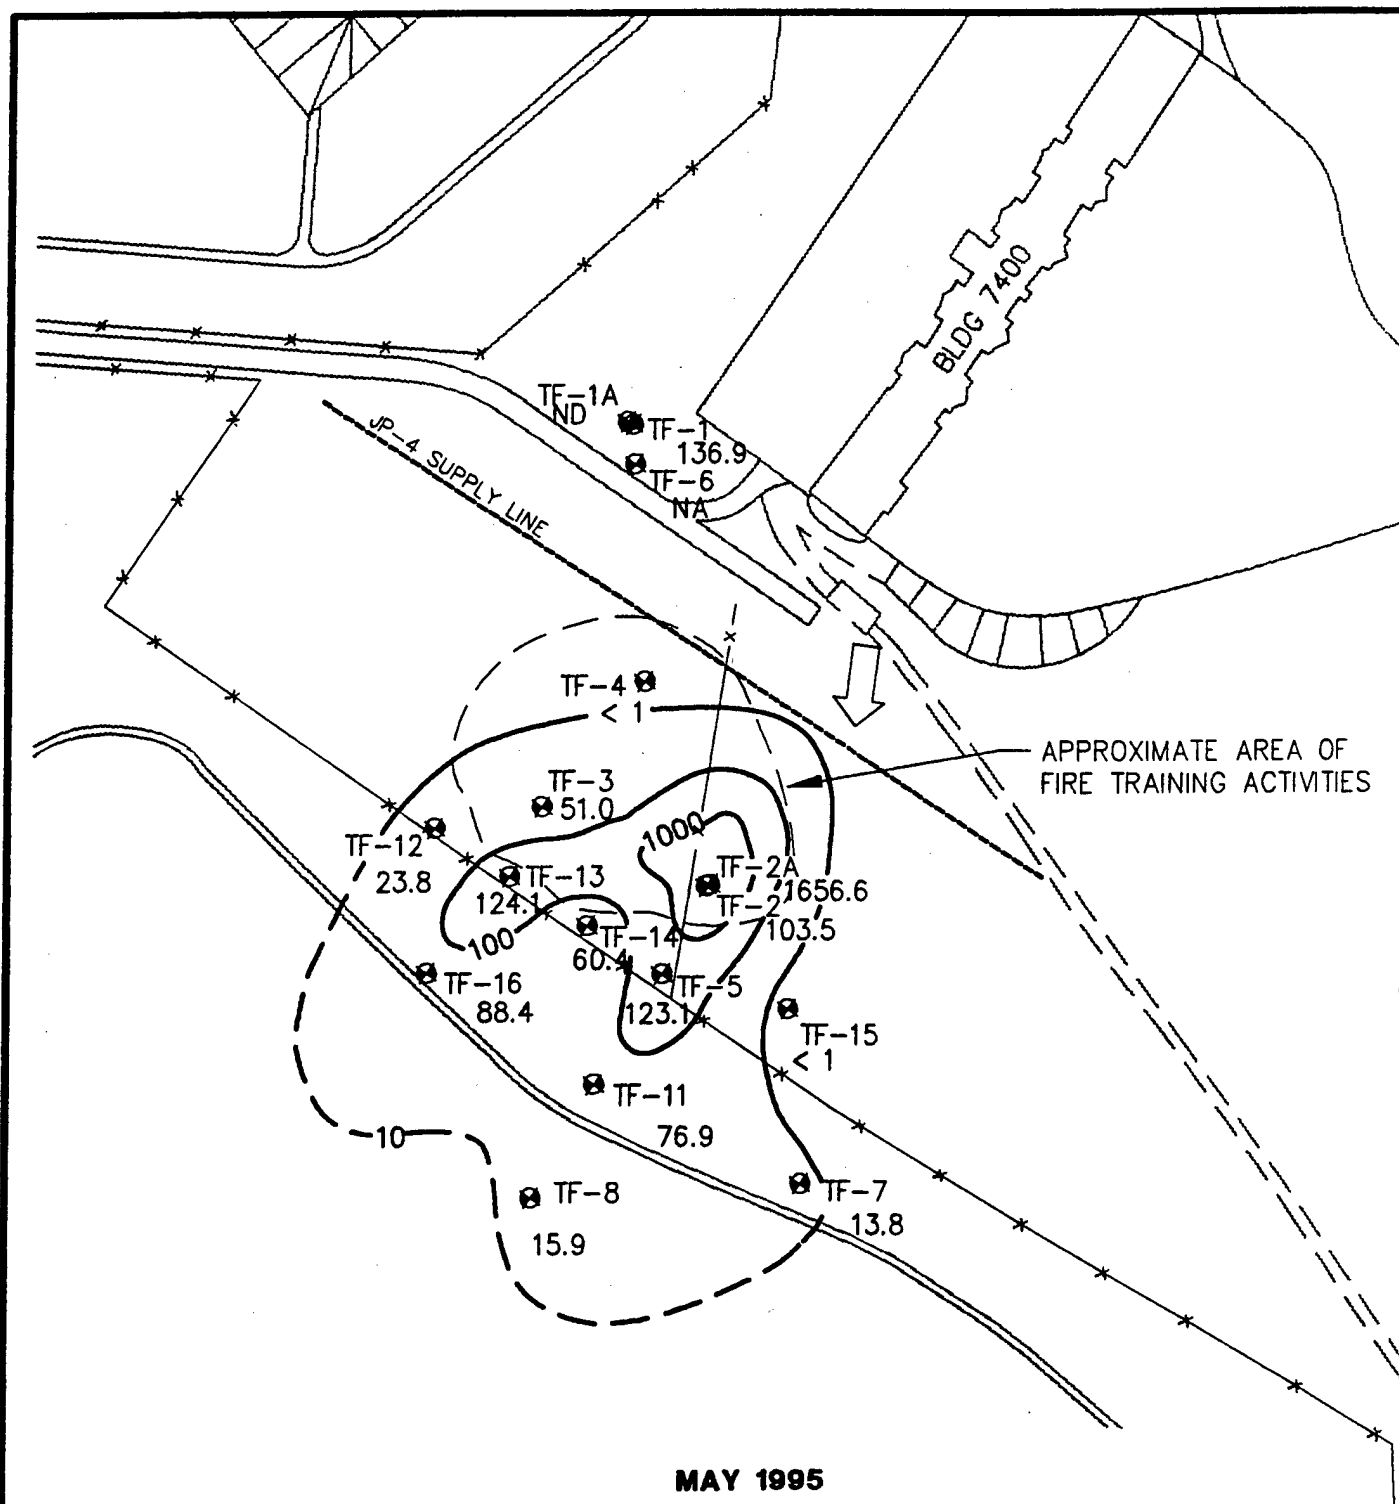 BLDG 7400
TF-1A
ND
TF-1
136.9
TF-6
NA
JP-4 SUPPLY LINE
TF-4
< 1
APPROXIMATE AREA OF
FIRE TRAINING ACTIVITIES
TF-3
51.0
1000
TF-12
23.8
TF-13
124.1
TF-2A
1656.6
TF-2
103.5
100
TF-14
60.4
TF-16
88.4
TF-5
123.1
TF-15
< 1
TF-11
76.9
10
TF-8
15.9
TF-7
13.8
MAY 1995